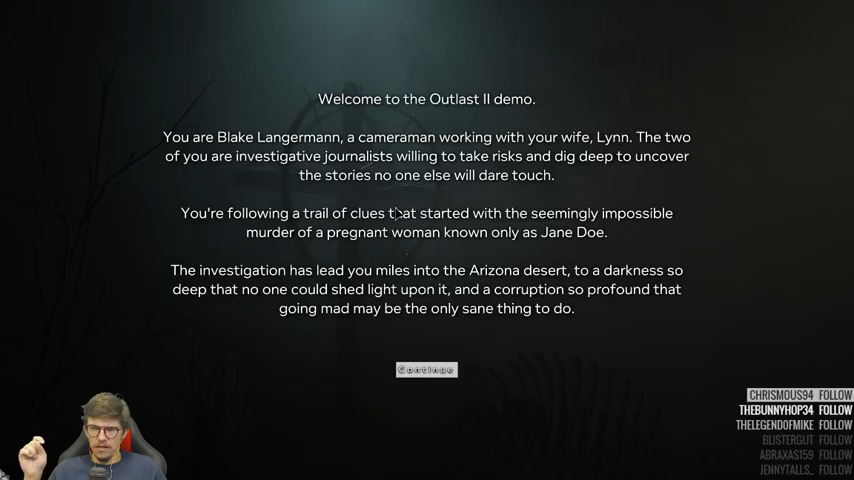 Welcome to the Outlast II demo.
You are Blake Langermann, a cameraman working with your wife, Lynn. The two
of you are investigative journalists willing to take risks and dig deep to uncover
the stories no one else will dare touch.
You're following a trail of clues that started with the seemingly impossible
murder of a pregnant woman known only as Jane Doe.
The investigation has lead you miles into the Arizona desert, to a darkness so
deep that no one could shed light upon it, and a corruption so profound that
going mad may be the only sane thing to do.
Continue
CHRISMOUS94 FOLLOW
THEBUNNYHOP34 FOLLOW
THELEGENDOFMIKE FOLLOW
BLISTERGUT FOLLOW
ABRAXAS159 FOLLOW
JENNYTALLS_ FOLLOW